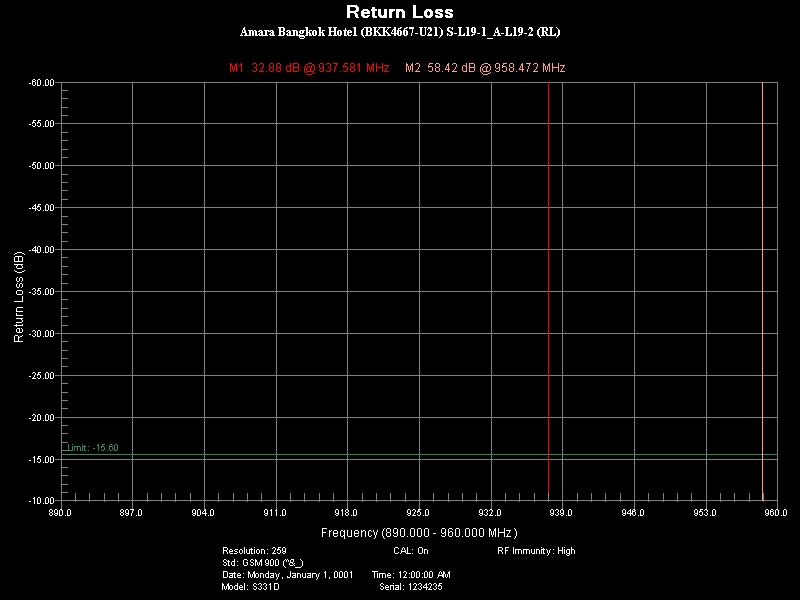 Return Loss
Amara Bangkok Hotel (BKK4667-U21) S-L19-1_A-L19-2 (RL)
M1 32.88 dB @ 937.581 MHz M2 58.42 dB @ 958.472 MHz
-60.00
-55.00
-50.00
-45.00
-40.00
-35.00
-30.00
-25.00
-20.00
-15.00
-10.00
Return Loss (dB)
Limit: -15.60
890.0 897.0 904.0 911.0 918.0 925.0 932.0 939.0 946.0 953.0 960.0
Frequency (890.000 - 960.000 MHz)
Resolution: 259 CAL: On RF Immunity: High
Std: GSM 900 (^&_)
Date: Monday, January 1, 0001 Time: 12:00:00 AM
Model: S331D Serial: 1234235